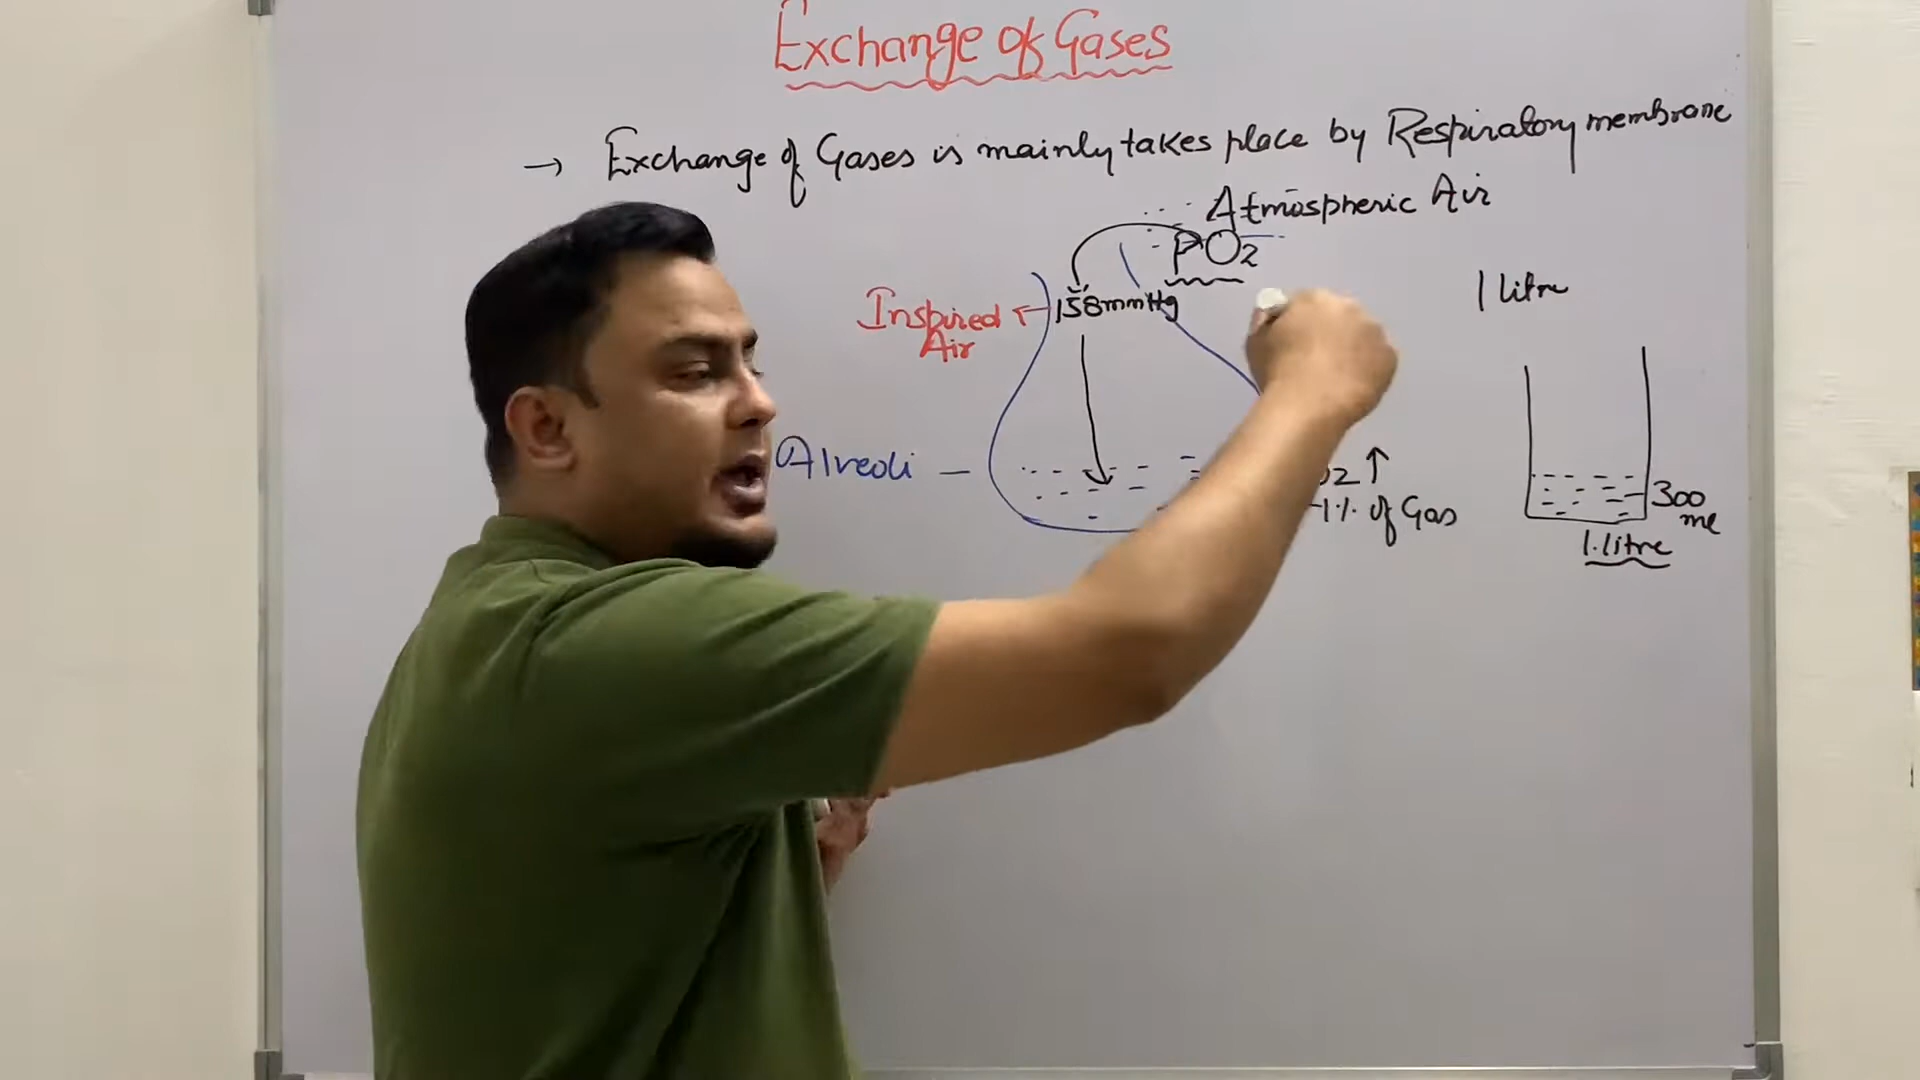 Exchange of Gases
→ Exchange of Gases is mainly takes place by Respiratory membrane
Atmospheric Air
PO2
158mmHg
Inspired
Air
1 litre
Alveoli –
O2 ↑
1% of Gas
300
ml
1.litre